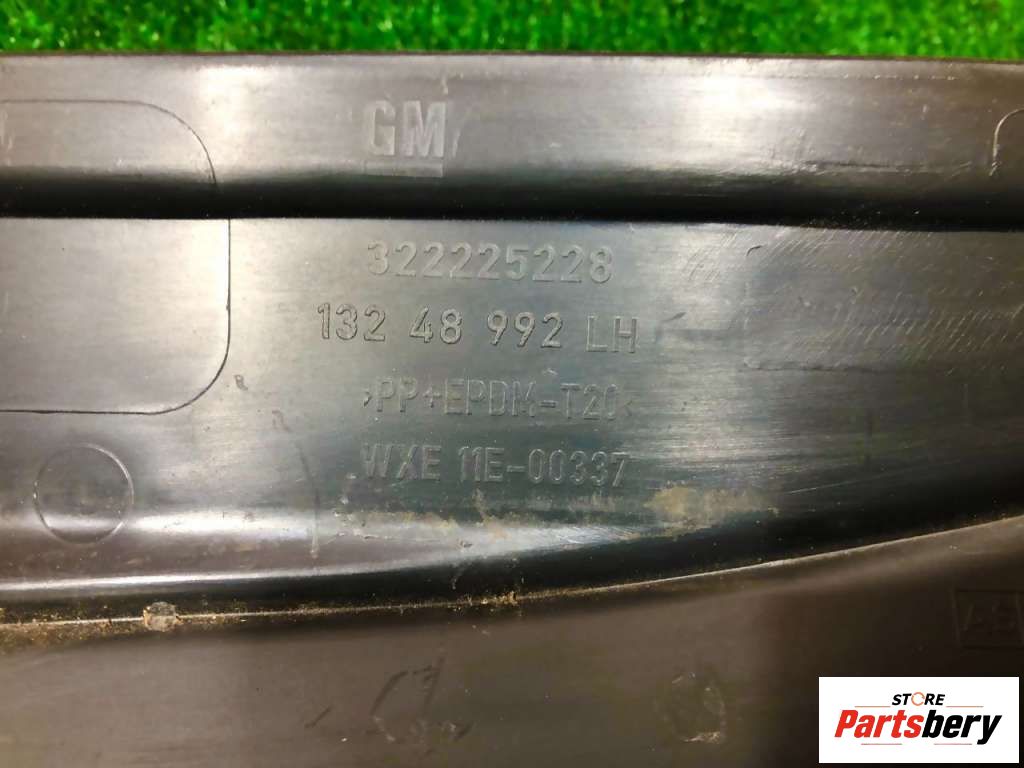 GM
322225228
132 48 992 LH
>PP+EPDM-T20<
WXE 11E-00337
STORE
Partsbery